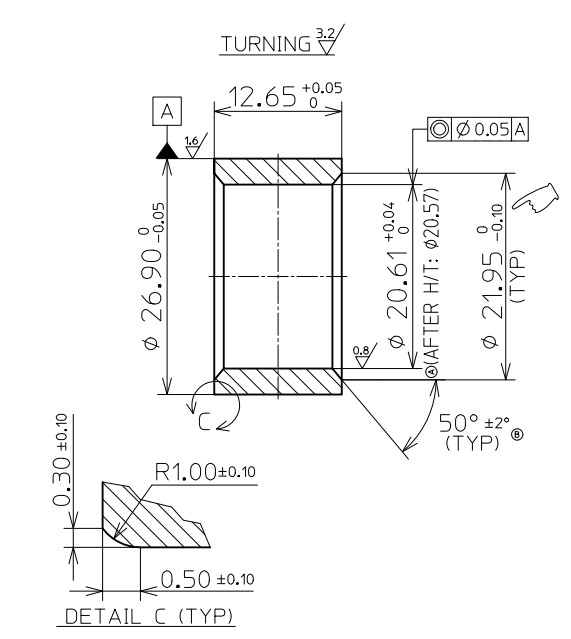 TURNING 3.2
12.65 +0.05 0
A
1.6
◎ Ø 0.05 A
Ø 26.90 0 -0.05
Ø 20.61 +0.04 0
Ⓐ(AFTER H/T: Ø20.57)
Ø 21.95 0 -0.10
(TYP)
0.8
C
50° ±2°
(TYP) Ⓑ
0.30 ±0.10
R1.00±0.10
0.50 ±0.10
DETAIL C (TYP)